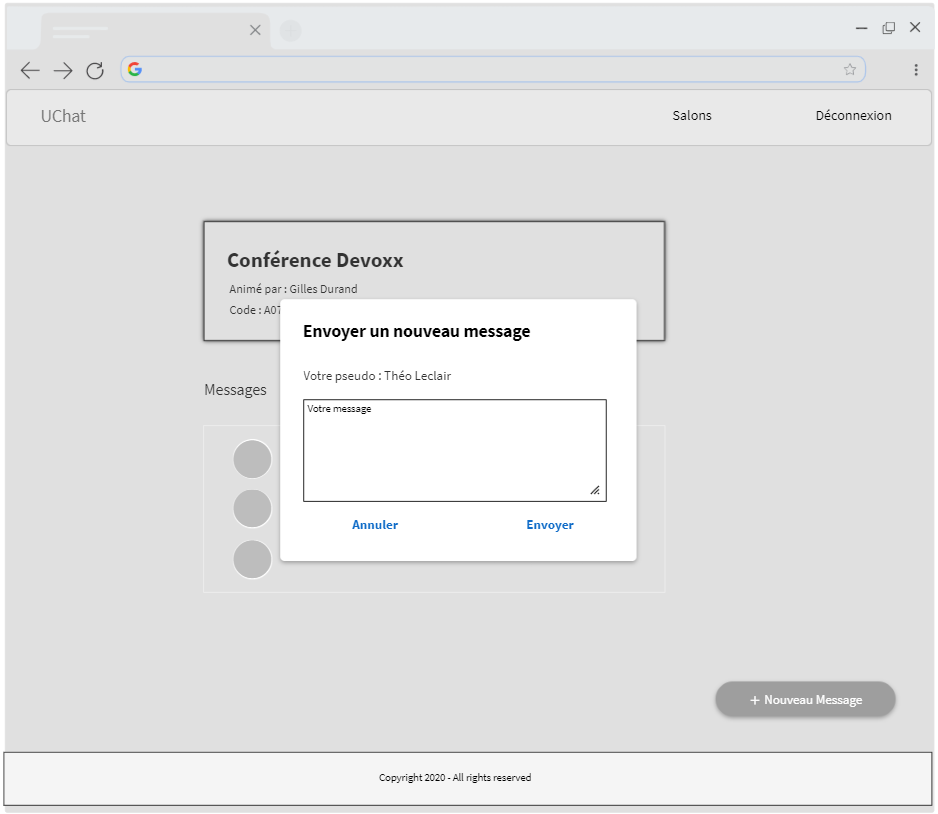 UChat
Salons
Déconnexion
Conférence Devoxx
Animé par : Gilles Durand
Code : A07
Envoyer un nouveau message
Votre pseudo : Théo Leclair
Messages
Votre message
Annuler
Envoyer
+ Nouveau Message
Copyright 2020 - All rights reserved